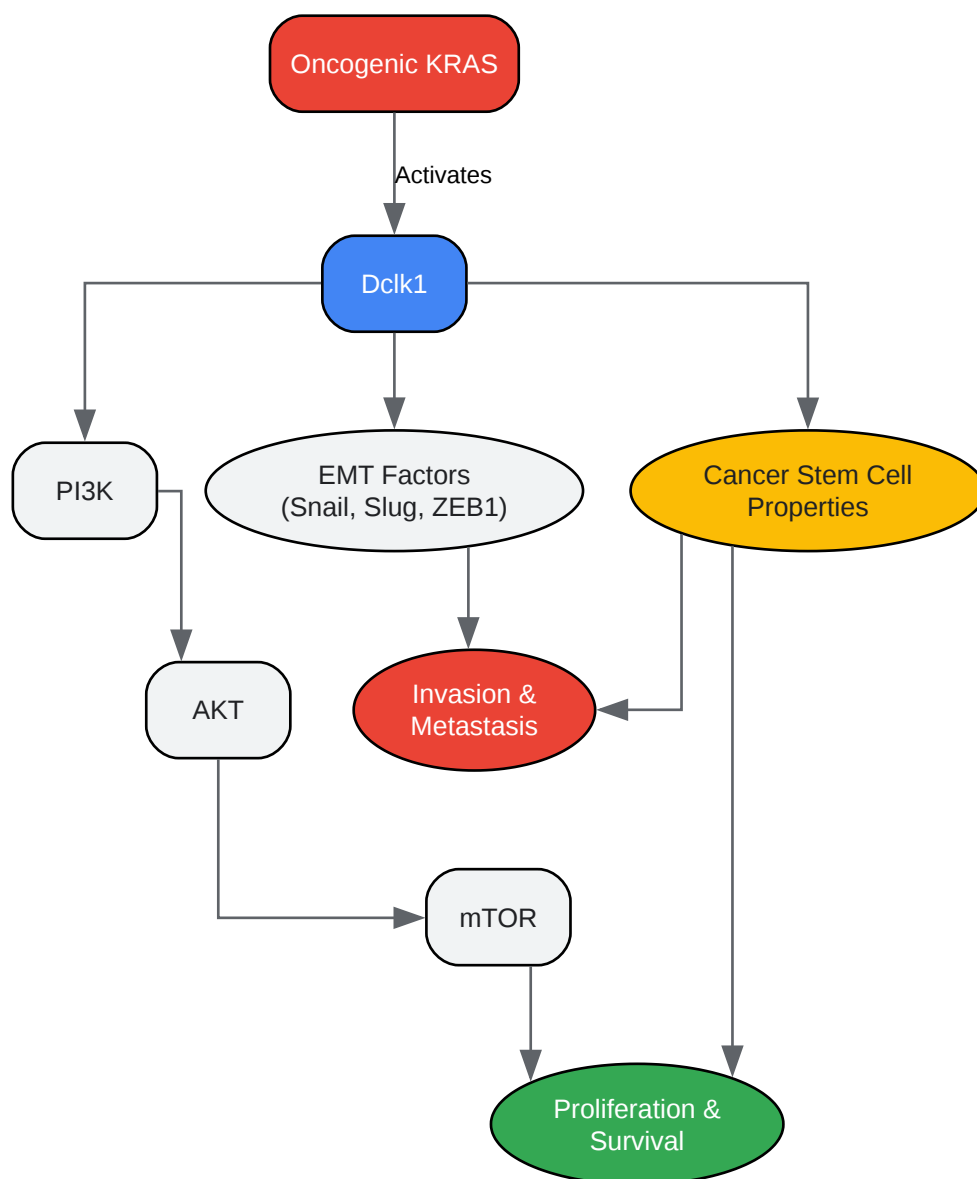 Oncogenic KRAS
Activates
Dclk1
PI3K
EMT Factors
(Snail, Slug, ZEB1)
Cancer Stem Cell
Properties
AKT
Invasion &
Metastasis
mTOR
Proliferation &
Survival